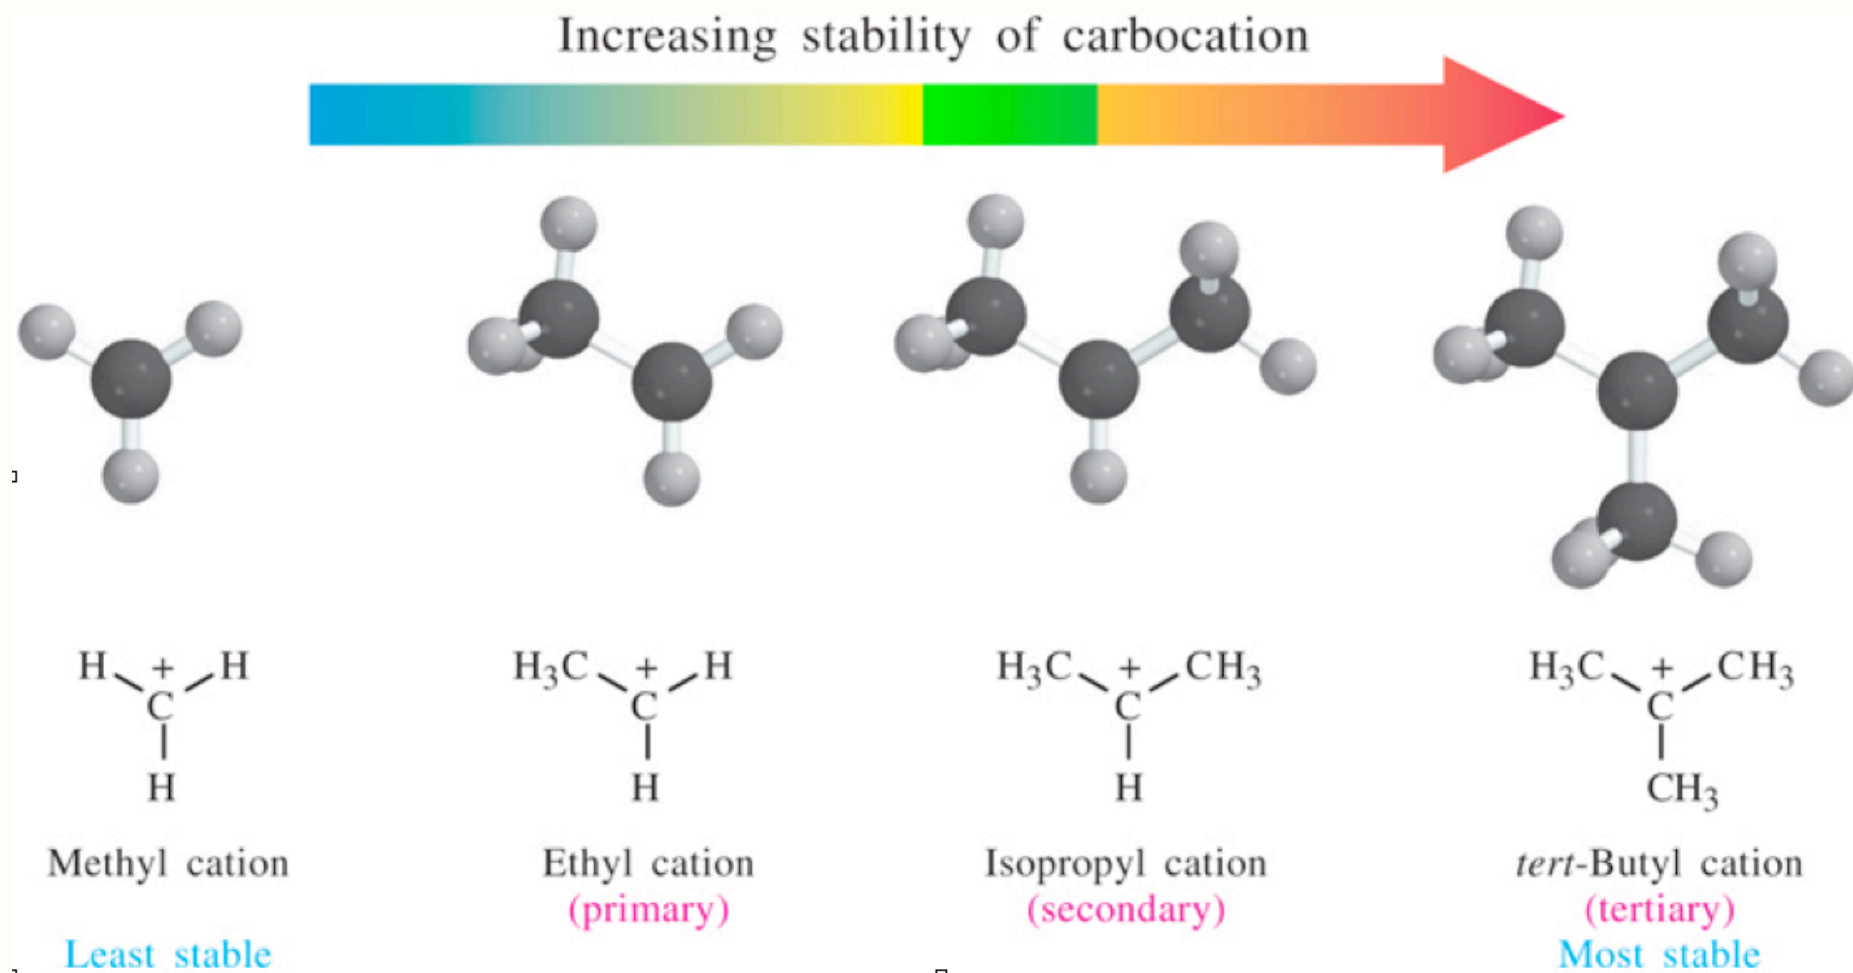 Increasing stability of carbocation
H + H
C
H
H₃C + H
C
H
H₃C + CH₃
C
H
H₃C + CH₃
C
CH₃
Methyl cation
Ethyl cation
(primary)
Isopropyl cation
(secondary)
tert-Butyl cation
(tertiary)
Least stable
Most stable